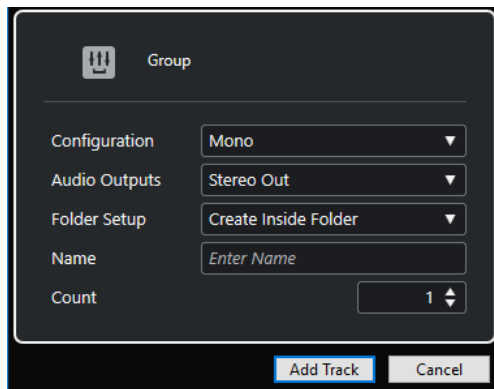 Group
Configuration Mono
Audio Outputs Stereo Out
Folder Setup Create Inside Folder
Name Enter Name
Count 1
Add Track Cancel